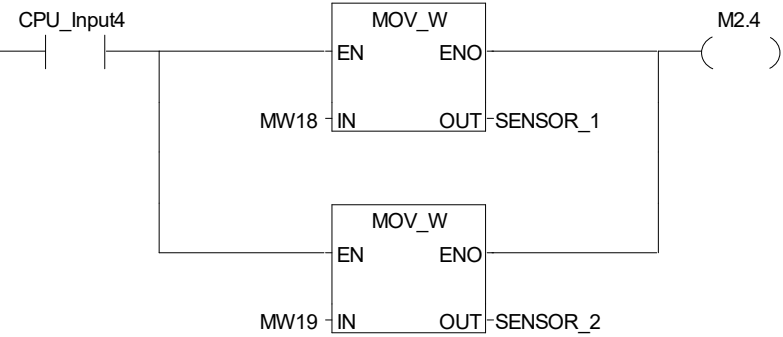 CPU_Input4
MOV_W
M2.4
EN ENO
MW18 IN OUT SENSOR_1
MOV_W
EN ENO
MW19 IN OUT SENSOR_2